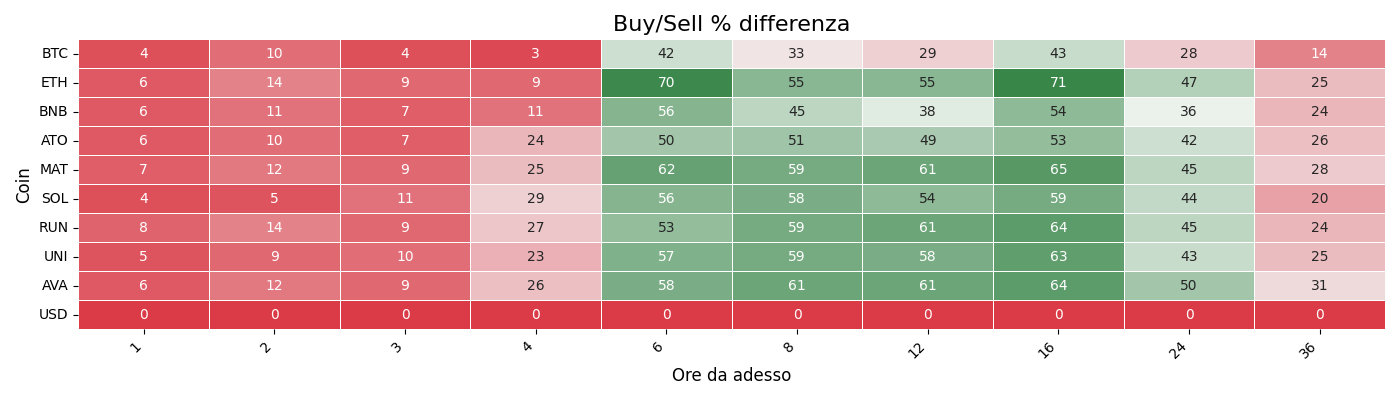 Buy/Sell % differenza
Coin
BTC 4 10 4 3 42 33 29 43 28 14
ETH 6 14 9 9 70 55 55 71 47 25
BNB 6 11 7 11 56 45 38 54 36 24
ATO 6 10 7 24 50 51 49 53 42 26
MAT 7 12 9 25 62 59 61 65 45 28
SOL 4 5 11 29 56 58 54 59 44 20
RUN 8 14 9 27 53 59 61 64 45 24
UNI 5 9 10 23 57 59 58 63 43 25
AVA 6 12 9 26 58 61 61 64 50 31
USD 0 0 0 0 0 0 0 0 0 0
1 2 3 4 6 8 12 16 24 36
Ore da adesso